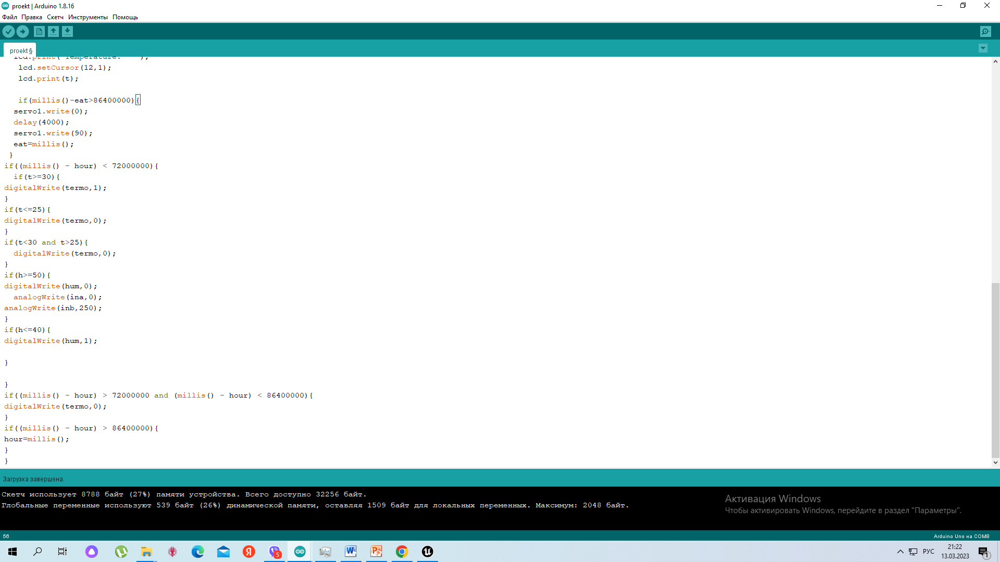 proekt | Arduino 1.8.16
Файл Правка Скетч Инструменты Помощь
proekt §
lcd.print("Temperature: ");
lcd.setCursor(12,1);
lcd.print(t);
if(millis()-eat>86400000){
servo1.write(0);
delay(4000);
servo1.write(90);
eat=millis();
}
if((millis() - hour) < 72000000){
if(t>=30){
digitalWrite(termo,1);
}
if(t<=25){
digitalWrite(termo,0);
}
if(t<30 and t>25){
digitalWrite(termo,0);
}
if(h>=50){
digitalWrite(hum,0);
analogWrite(ina,0);
analogWrite(inb,250);
}
if(h<=40){
digitalWrite(hum,1);
}
}
if((millis() - hour) > 72000000 and (millis() - hour) < 86400000){
digitalWrite(termo,0);
}
if((millis() - hour) > 86400000){
hour=millis();
}
}
Загрузка завершена.
Скетч использует 8788 байт (27%) памяти устройства. Всего доступно 32256 байт.
Глобальные переменные используют 539 байт (26%) динамической памяти, оставляя 1509 байт для локальных переменных. Максимум: 2048 байт.
Активация Windows
Чтобы активировать Windows, перейдите в раздел "Параметры".
56
Arduino Uno на COM8
5
РУС
21:22
13.03.2023
1